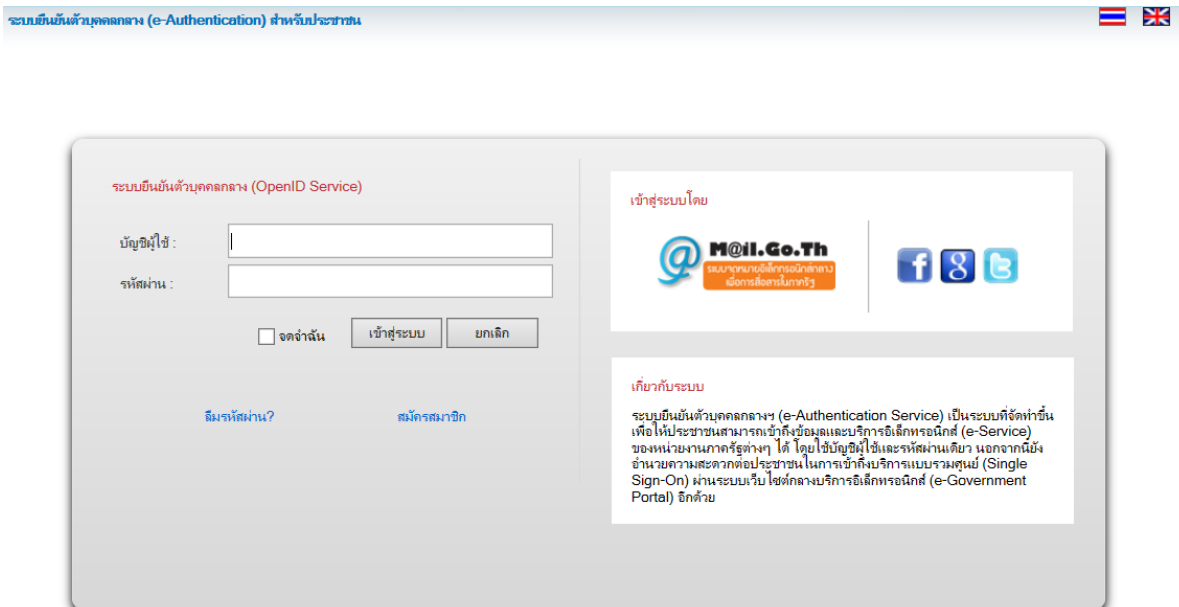 ระบบยืนยันตัวบุคคลกลาง (e-Authentication) สำหรับประชาชน
ระบบยืนยันตัวบุคคลกลาง (OpenID Service)
บัญชิผู้ใช้ :
รหัสผ่าน :
จดจำฉัน
เข้าสู่ระบบ
ยกเลิก
ลืมรหัสผ่าน?
สมัครสมาชิก
เข้าสู่ระบบโดย
M@il.Go.Th
ระบบจดหมายอิเล็กทรอนิกส์กลาง
เพื่อการสื่อสารในภาครัฐ
เกี่ยวกับระบบ
ระบบยืนยันตัวบุคคลกลางฯ (e-Authentication Service) เป็นระบบที่จัดทำขึ้น
เพื่อให้ประชาชนสามารถเข้าถึงข้อมูลและบริการอิเล็กทรอนิกส์ (e-Service)
ของหน่วยงานภาครัฐต่างๆ ได้ โดยใช้บัญชีผู้ใช้และรหัสผ่านเดียว นอกจากนี้ยัง
อำนวยความสะดวกต่อประชาชนในการเข้าถึงบริการแบบรวมศูนย์ (Single
Sign-On) ผ่านระบบเว็บไซต์กลางบริการอิเล็กทรอนิกส์ (e-Government
Portal) อีกด้วย